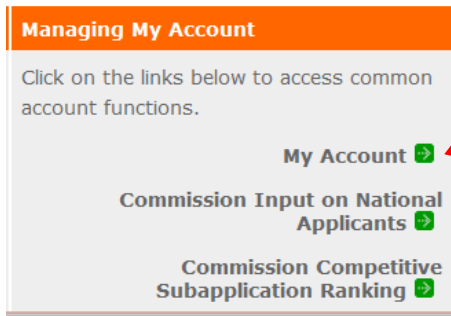 Managing My Account
Click on the links below to access common
account functions.
My Account
Commission Input on National
Applicants
Commission Competitive
Subapplication Ranking